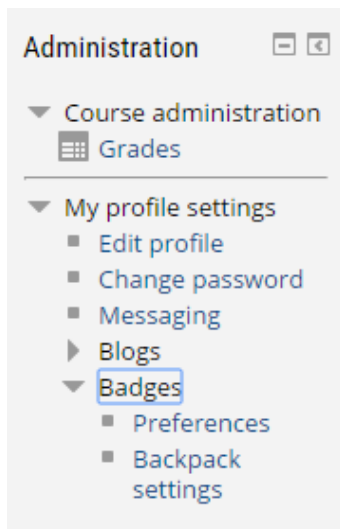 Administration
Course administration
Grades
My profile settings
Edit profile
Change password
Messaging
Blogs
Badges
Preferences
Backpack
settings